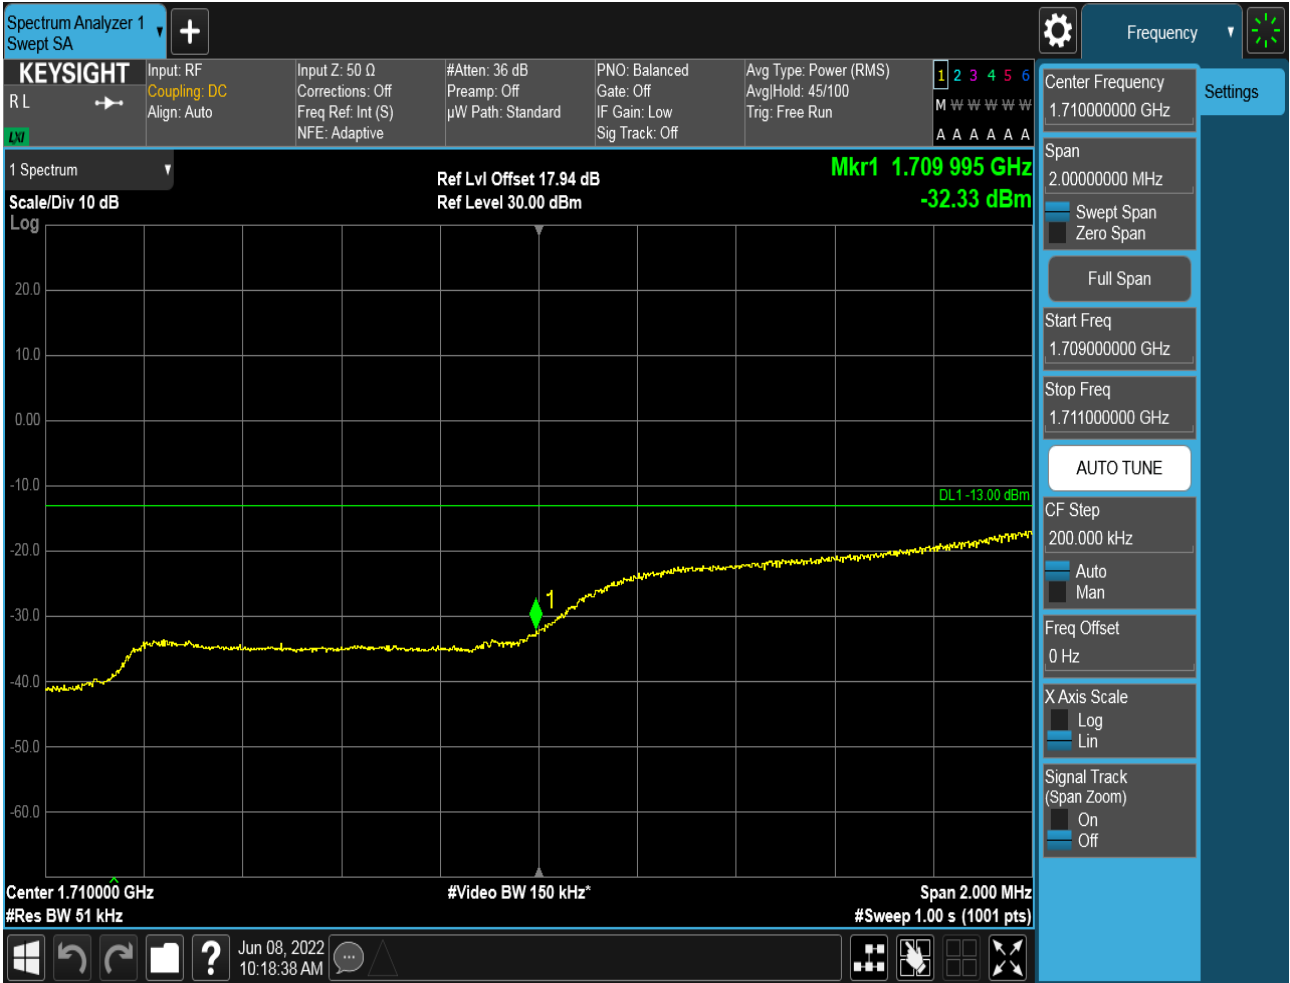 Spectrum Analyzer 1
Swept SA
+
Frequency
KEYSIGHT
R L
LXI
Input: RF
Coupling: DC
Align: Auto
Input Z: 50 Ω
Corrections: Off
Freq Ref: Int (S)
NFE: Adaptive
#Atten: 36 dB
Preamp: Off
µW Path: Standard
PNO: Balanced
Gate: Off
IF Gain: Low
Sig Track: Off
Avg Type: Power (RMS)
Avg|Hold: 45/100
Trig: Free Run
1 2 3 4 5 6
M W W W W W
A A A A A A
1 Spectrum
Scale/Div 10 dB
Log
Ref Lvl Offset 17.94 dB
Ref Level 30.00 dBm
Mkr1 1.709 995 GHz
-32.33 dBm
20.0
10.0
0.00
-10.0
-20.0
-30.0
-40.0
-50.0
-60.0
DL1 -13.00 dBm
1
Center 1.710000 GHz
#Res BW 51 kHz
#Video BW 150 kHz*
Span 2.000 MHz
#Sweep 1.00 s (1001 pts)
Center Frequency
1.710000000 GHz
Span
2.00000000 MHz
Swept Span
Zero Span
Full Span
Start Freq
1.709000000 GHz
Stop Freq
1.711000000 GHz
AUTO TUNE
CF Step
200.000 kHz
Auto
Man
Freq Offset
0 Hz
X Axis Scale
Log
Lin
Signal Track
(Span Zoom)
On
Off
Settings
?
Jun 08, 2022
10:18:38 AM